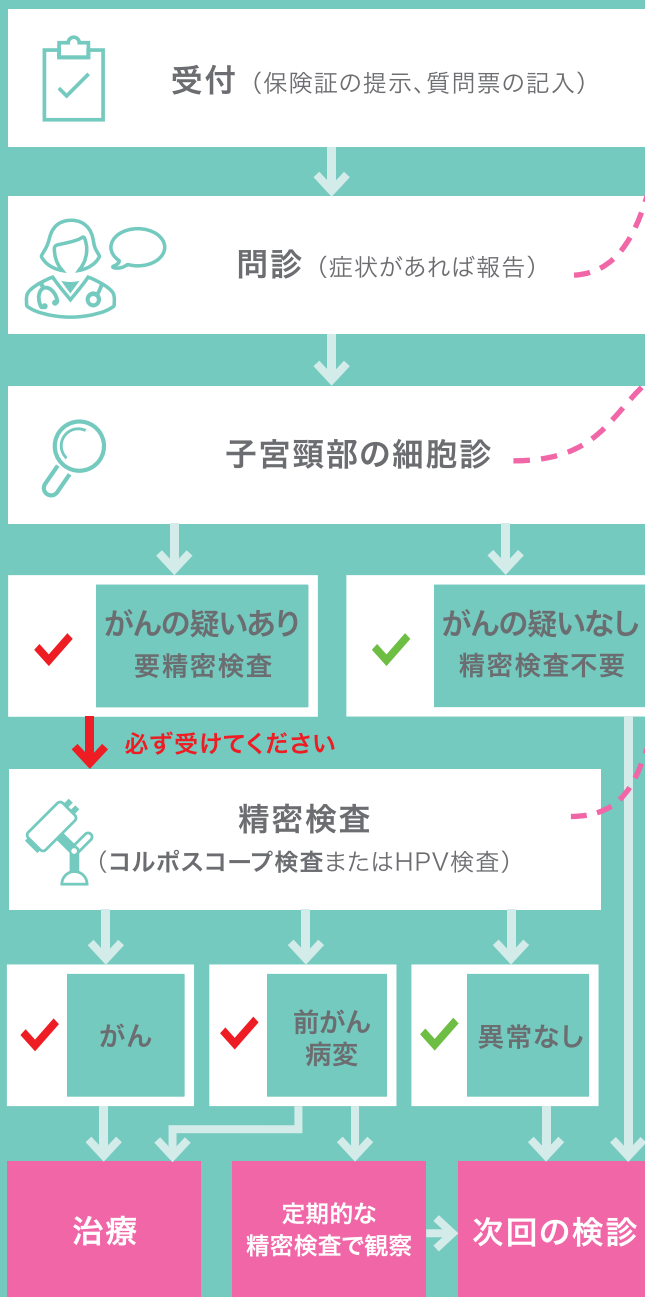 受付（保険証の提示、質問票の記入）
問診（症状があれば報告）
子宮頸部の細胞診
がんの疑いあり
要精密検査
がんの疑いなし
精密検査不要
必ず受けてください
精密検査
（コルポスコープ検査またはHPV検査）
がん
前がん
病変
異常なし
治療
定期的な
精密検査で観察
次回の検診